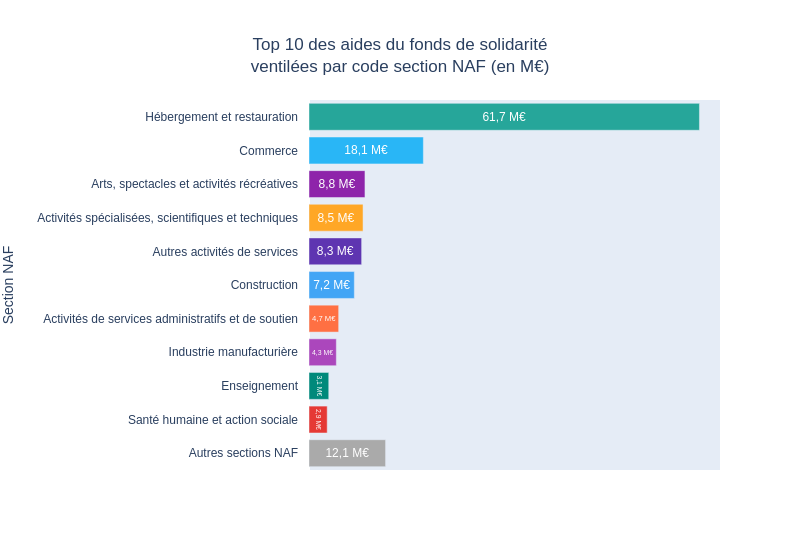 Top 10 des aides du fonds de solidarité
ventilées par code section NAF (en M€)
Section NAF
Hébergement et restauration 61,7 M€
Commerce 18,1 M€
Arts, spectacles et activités récréatives 8,8 M€
Activités spécialisées, scientifiques et techniques 8,5 M€
Autres activités de services 8,3 M€
Construction 7,2 M€
Activités de services administratifs et de soutien 4,7 M€
Industrie manufacturière 4,3 M€
Enseignement 3,1 M€
Santé humaine et action sociale 2,9 M€
Autres sections NAF 12,1 M€